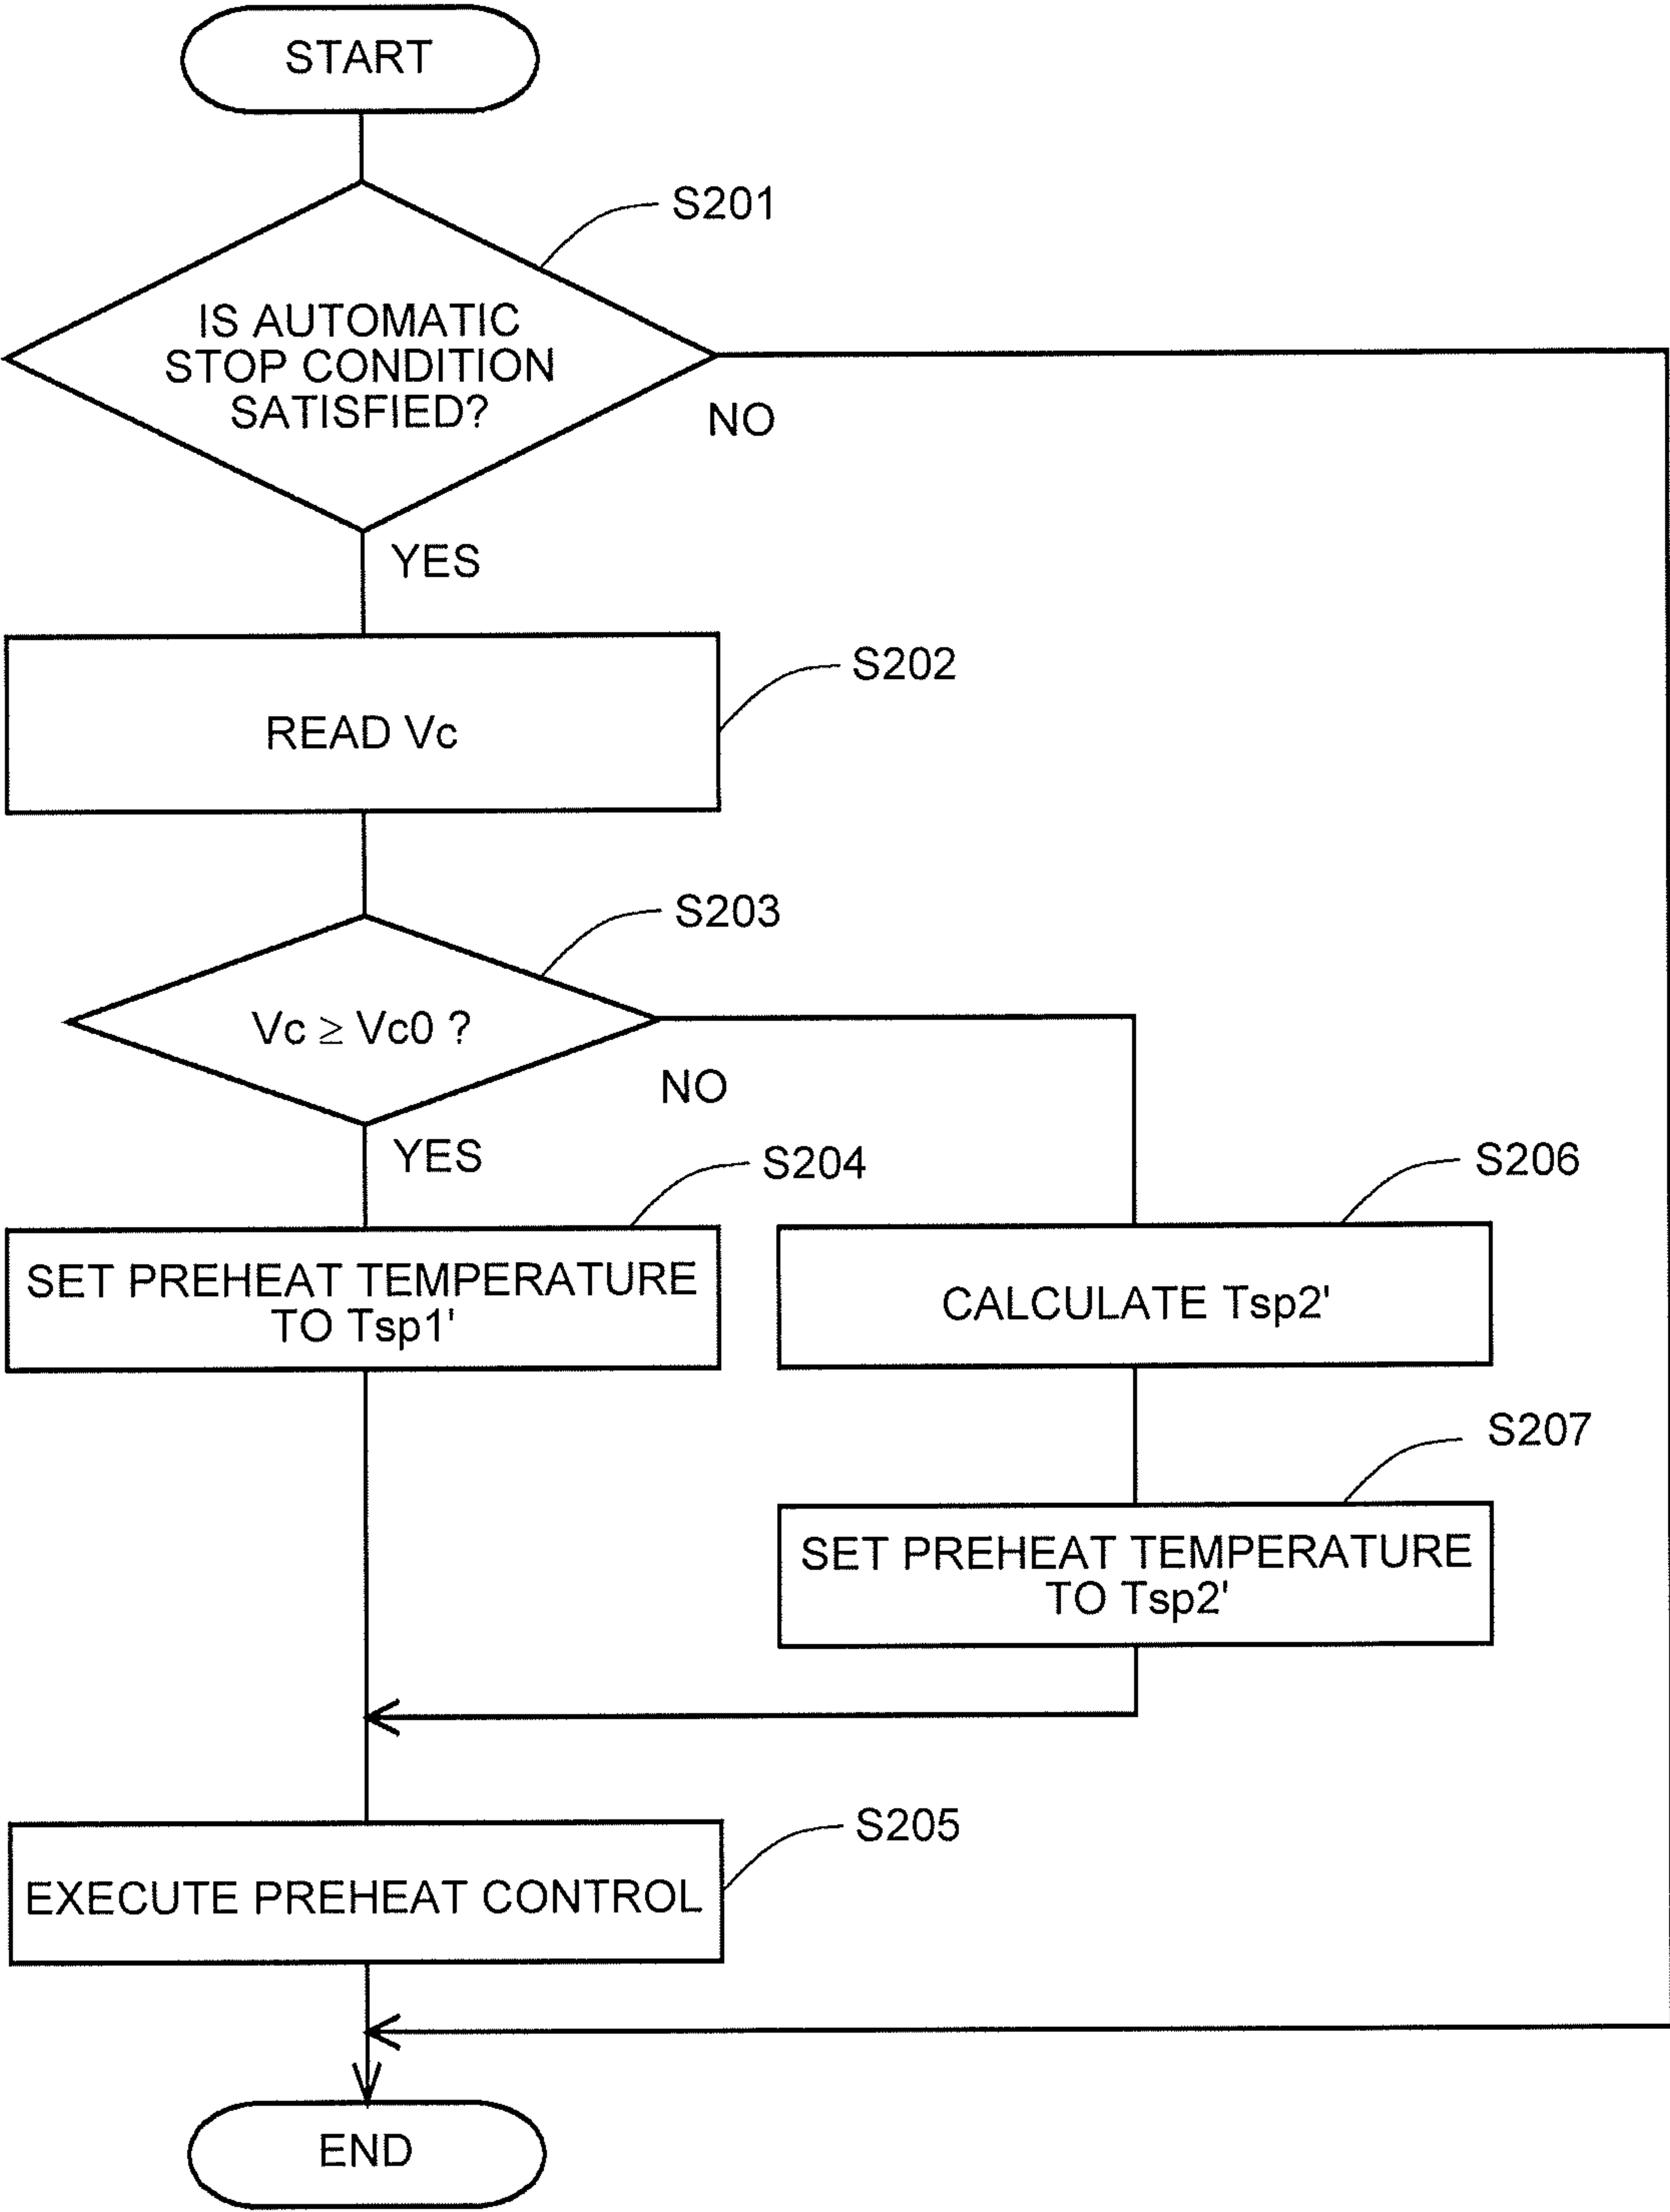 START
S201
IS AUTOMATIC
STOP CONDITION
SATISFIED?
NO
YES
S202
READ Vc
S203
Vc ≥ Vc0 ?
NO
YES
S204
SET PREHEAT TEMPERATURE
TO Tsp1'
S206
CALCULATE Tsp2'
S207
SET PREHEAT TEMPERATURE
TO Tsp2'
S205
EXECUTE PREHEAT CONTROL
END